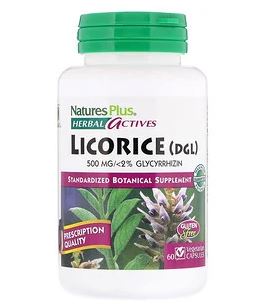 NaturesPlus®
HERBAL ACTIVES
LICORICE (DGL)
500 MG/<2% GLYCYRRHIZIN
STANDARDIZED BOTANICAL SUPPLEMENT
PRESCRIPTION
QUALITY
GLUTEN
Free
60 VEGETARIAN
CAPSULES